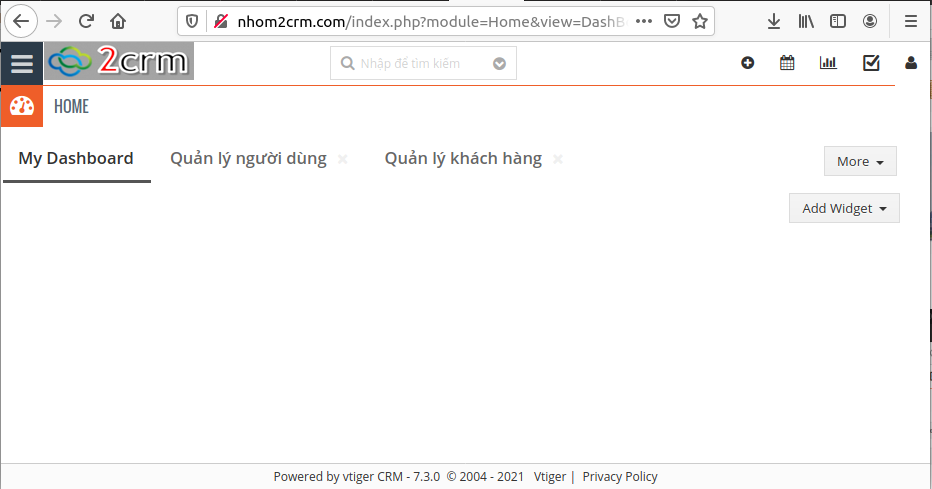 nhom2crm.com/index.php?module=Home&view=DashB
2crm
Nhập để tìm kiếm
HOME
My Dashboard Quản lý người dùng × Quản lý khách hàng × More
Add Widget
Powered by vtiger CRM - 7.3.0 © 2004 - 2021 Vtiger | Privacy Policy